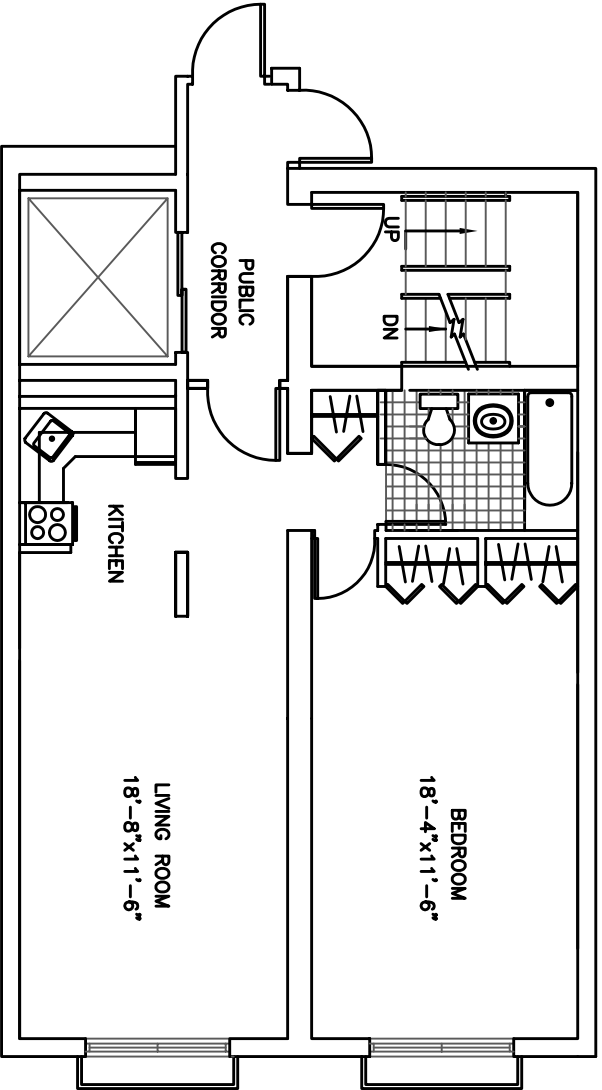 UP
DN
PUBLIC
CORRIDOR
KITCHEN
BEDROOM
18'-4"x11'-6"
LIVING ROOM
18'-8"x11'-6"